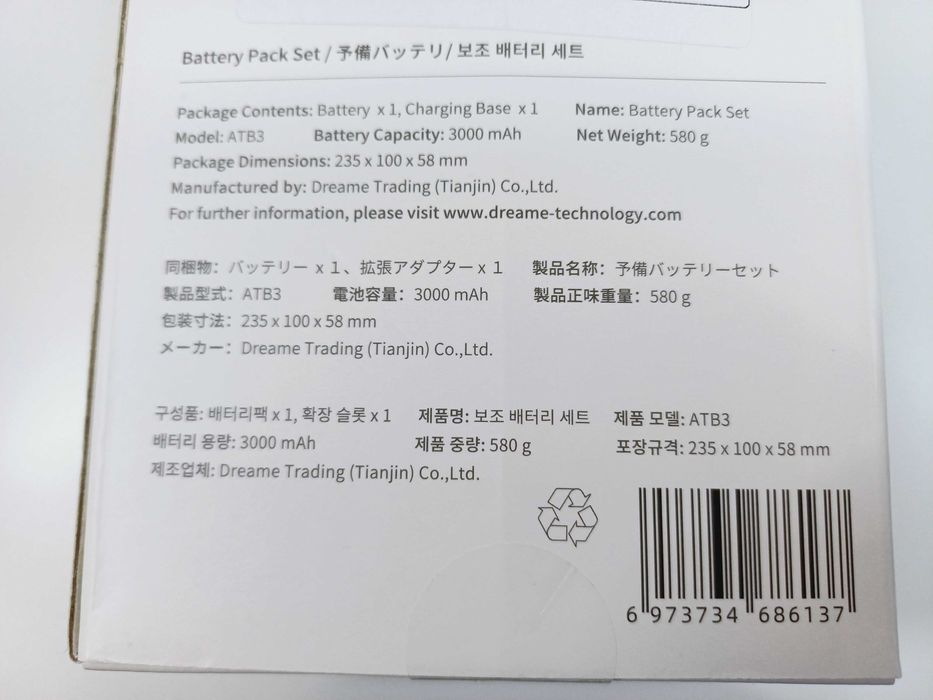 Battery Pack Set / 予備バッテリ/ 보조 배터리 세트
Package Contents: Battery x 1, Charging Base x 1 Name: Battery Pack Set
Model: ATB3 Battery Capacity: 3000 mAh Net Weight: 580 g
Package Dimensions: 235 x 100 x 58 mm
Manufactured by: Dreame Trading (Tianjin) Co.,Ltd.
For further information, please visit www.dreame-technology.com
同梱物: バッテリー x 1、拡張アダプター x 1 製品名称: 予備バッテリーセット
製品型式: ATB3 電池容量: 3000 mAh 製品正味重量: 580 g
包装寸法: 235 x 100 x 58 mm
メーカー: Dreame Trading (Tianjin) Co.,Ltd.
구성품: 배터리팩 x 1, 확장 슬롯 x 1 제품명: 보조 배터리 세트 제품 모델: ATB3
배터리 용량: 3000 mAh 제품 중량: 580 g 포장규격: 235 x 100 x 58 mm
제조업체: Dreame Trading (Tianjin) Co.,Ltd.
6 973734 686137